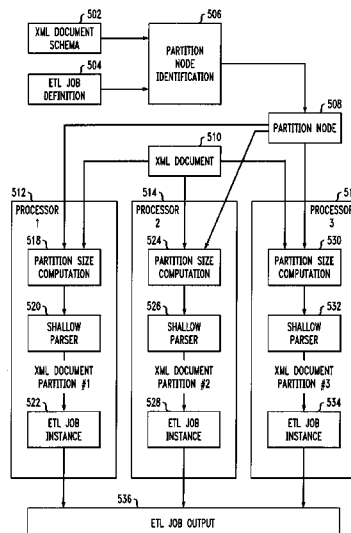 502
XML DOCUMENT
SCHEMA
504
ETL JOB
DEFINITION
506
PARTITION
NODE
IDENTIFICATION
508
PARTITION NODE
510
XML DOCUMENT
512
PROCESSOR
1
514
PROCESSOR
2
51
PROCESSOR
3
518
PARTITION SIZE
COMPUTATION
524
PARTITION SIZE
COMPUTATION
530
PARTITION SIZE
COMPUTATION
520
SHALLOW
PARSER
526
SHALLOW
PARSER
532
SHALLOW
PARSER
XML DOCUMENT
PARTITION #1
XML DOCUMENT
PARTITION #2
XML DOCUMENT
PARTITION #3
522
ETL JOB
INSTANCE
528
ETL JOB
INSTANCE
534
ETL JOB
INSTANCE
536
ETL JOB OUTPUT